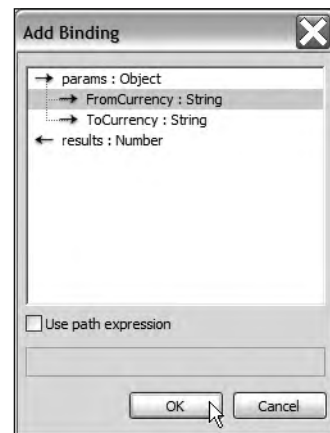 Add Binding
params : Object
FromCurrency : String
ToCurrency : String
results : Number
Use path expression
OK
Cancel